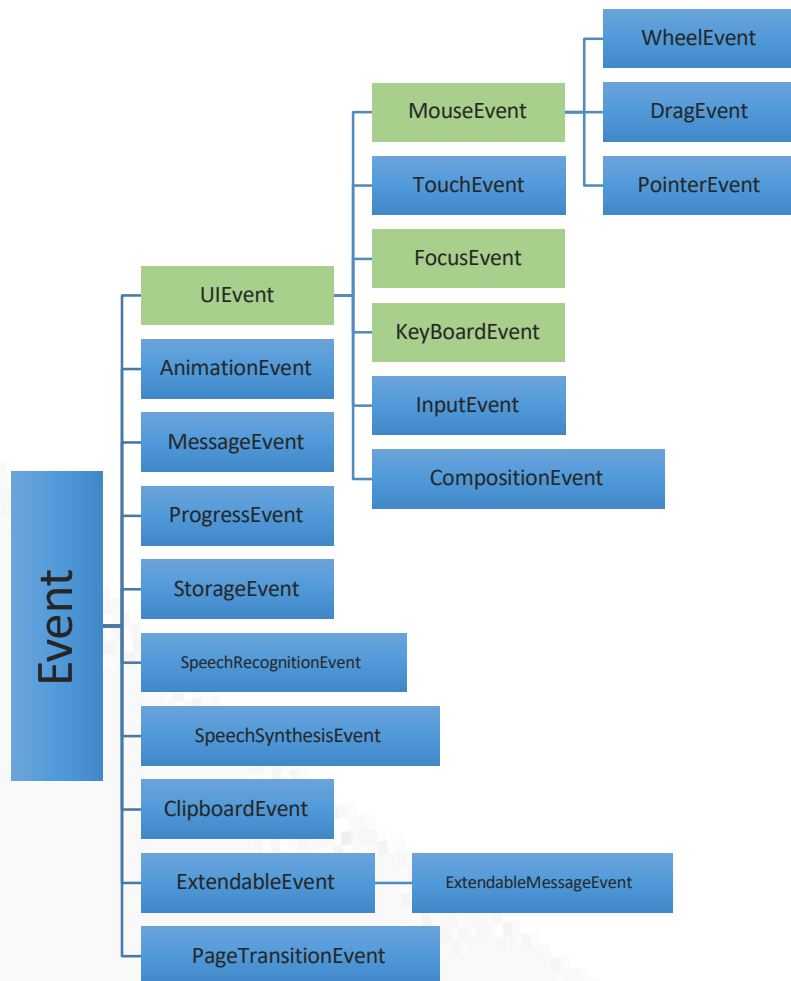 WheelEvent
MouseEvent
DragEvent
TouchEvent
PointerEvent
FocusEvent
UIEvent
KeyBoardEvent
AnimationEvent
InputEvent
MessageEvent
CompositionEvent
ProgressEvent
Event
StorageEvent
SpeechRecognitionEvent
SpeechSynthesisEvent
ClipboardEvent
ExtendableEvent
ExtendableMessageEvent
PageTransitionEvent